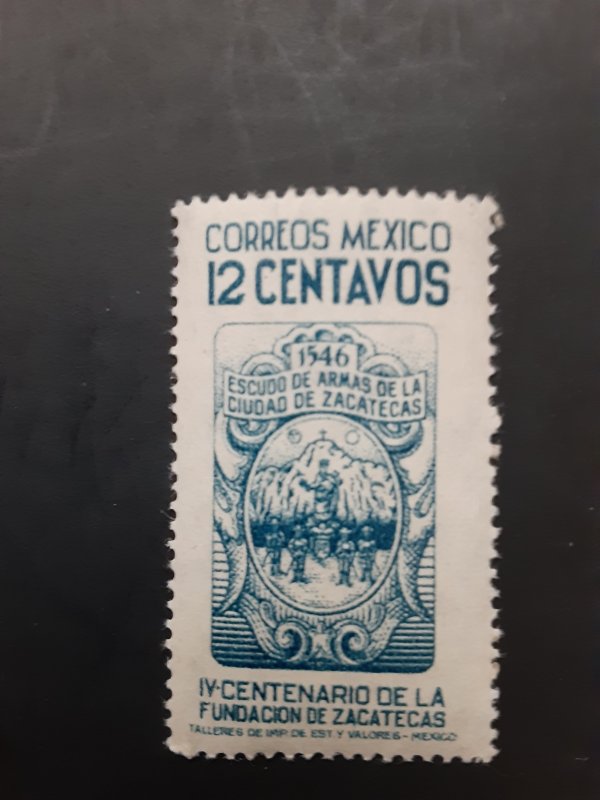 CORREOS MEXICO
12 CENTAVOS
1546
ESCUDO DE ARMAS DE LA
CIUDAD DE ZACATECAS
IV-CENTENARIO DE LA
FUNDACION DE ZACATECAS
TALLERES DE IMP. DE EST. Y VALORES - MEXICO